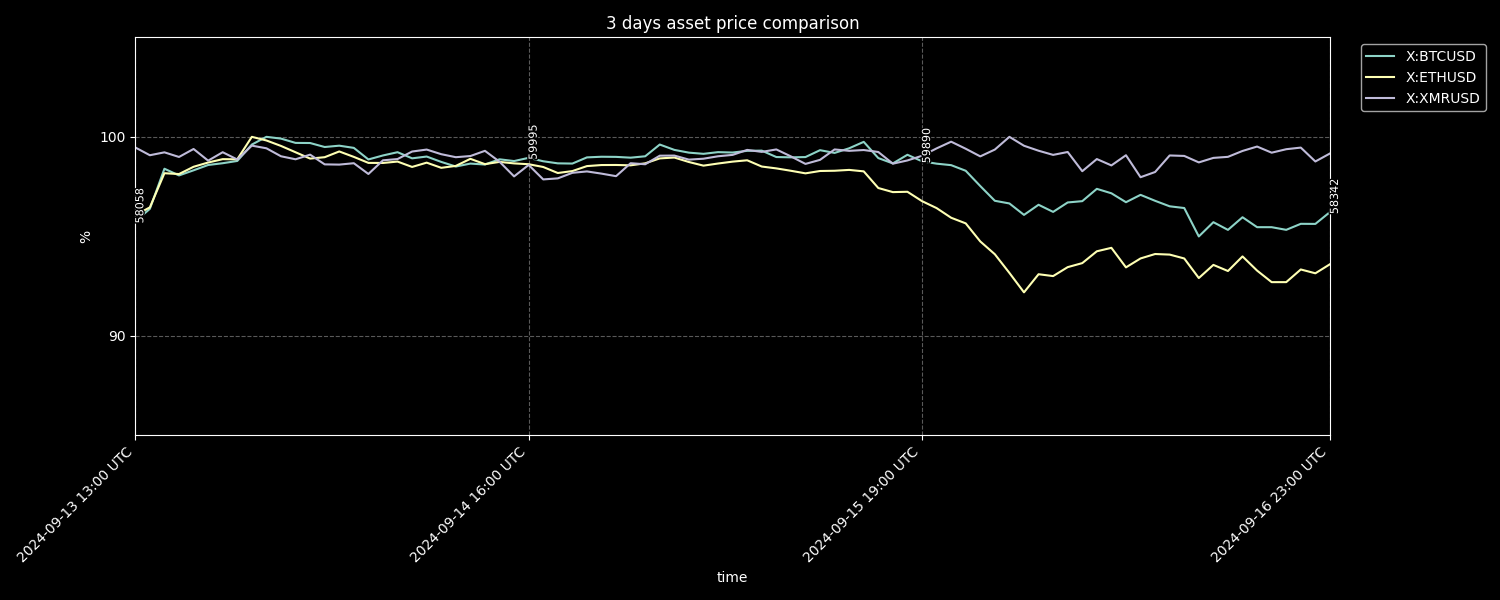 3 days asset price comparison
X:BTCUSD
X:ETHUSD
X:XMRUSD
100
90
%
58058
59995
59890
58342
2024-09-13 13:00 UTC
2024-09-14 16:00 UTC
2024-09-15 19:00 UTC
2024-09-16 23:00 UTC
time